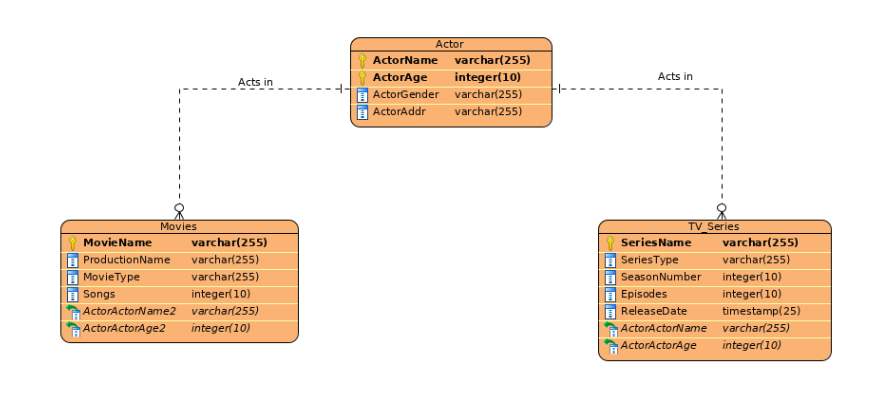 Actor
ActorName varchar(255)
ActorAge integer(10)
ActorGender varchar(255)
ActorAddr varchar(255)
Acts in
Acts in
Movies
MovieName varchar(255)
ProductionName varchar(255)
MovieType varchar(255)
Songs integer(10)
ActorActorName2 varchar(255)
ActorActorAge2 integer(10)
TV_Series
SeriesName varchar(255)
SeriesType varchar(255)
SeasonNumber integer(10)
Episodes integer(10)
ReleaseDate timestamp(25)
ActorActorName varchar(255)
ActorActorAge integer(10)